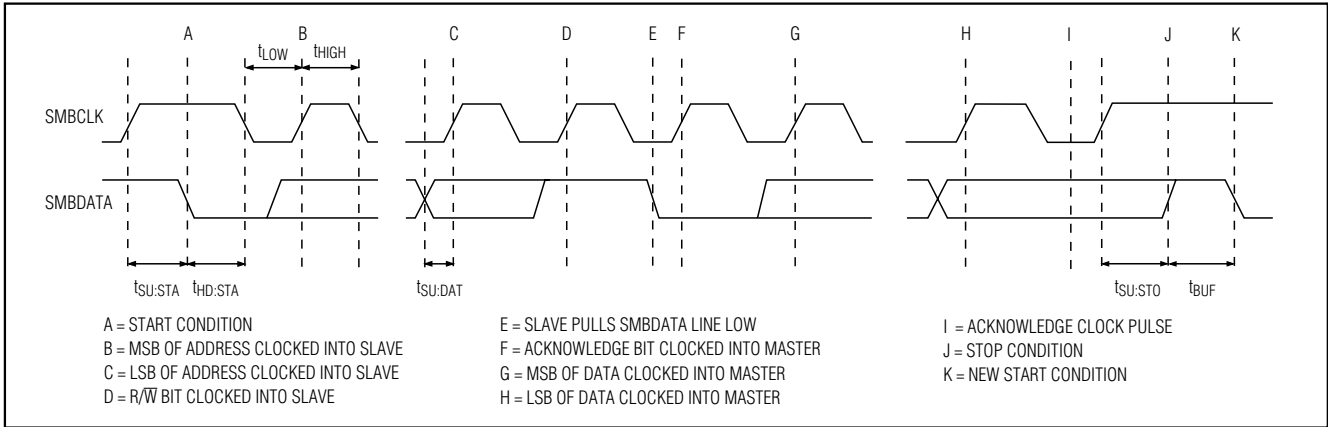 A B C D E F G H I J K
tLOW tHIGH
SMBCLK
SMBDATA
tSU:STA tHD:STA tSU:DAT tSU:STO tBUF
A = START CONDITION
B = MSB OF ADDRESS CLOCKED INTO SLAVE
C = LSB OF ADDRESS CLOCKED INTO SLAVE
D = R/W̅ BIT CLOCKED INTO SLAVE
E = SLAVE PULLS SMBDATA LINE LOW
F = ACKNOWLEDGE BIT CLOCKED INTO MASTER
G = MSB OF DATA CLOCKED INTO MASTER
H = LSB OF DATA CLOCKED INTO MASTER
I = ACKNOWLEDGE CLOCK PULSE
J = STOP CONDITION
K = NEW START CONDITION